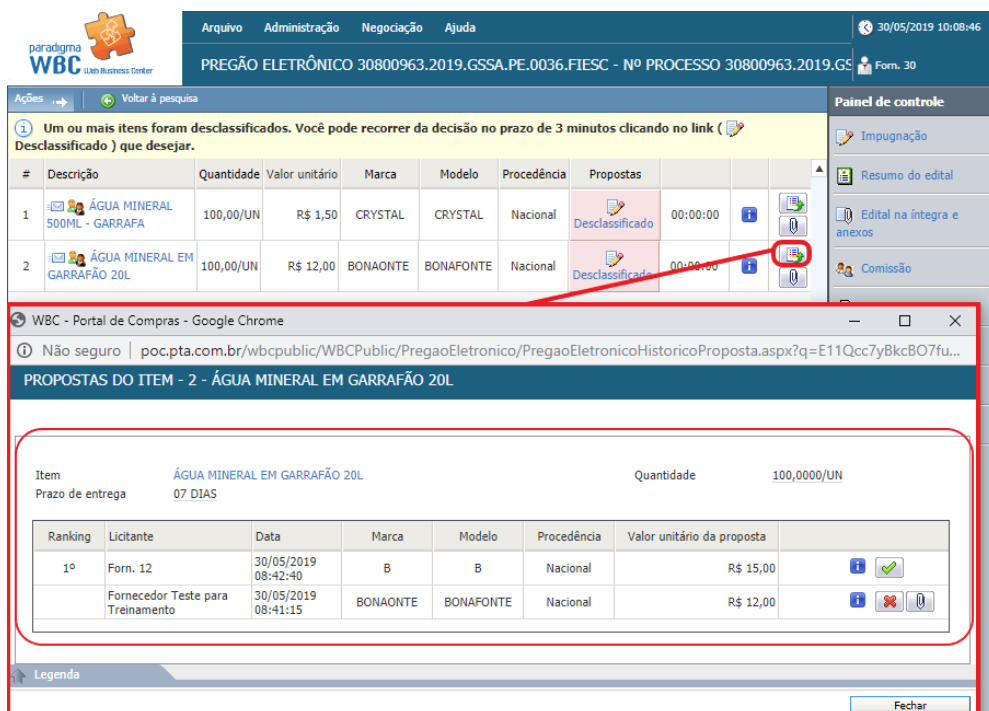 paradigma
WBC Web Business Center
Arquivo Administração Negociação Ajuda
30/05/2019 10:08:46
PREGÃO ELETRÔNICO 30800963.2019.GSSA.PE.0036.FIESC - Nº PROCESSO 30800963.2019.GS
Forn. 30
Ações
Voltar à pesquisa
Painel de controle
Um ou mais itens foram desclassificados. Você pode recorrer da decisão no prazo de 3 minutos clicando no link (
Desclassificado ) que desejar.
Impugnação
Resumo do edital
Edital na íntegra e
anexos
Comissão
# Descrição Quantidade Valor unitário Marca Modelo Procedência Propostas
1 ÁGUA MINERAL
500ML - GARRAFA
100,00/UN R$ 1,50 CRYSTAL CRYSTAL Nacional Desclassificado 00:00:00
2 ÁGUA MINERAL EM
GARRAFÃO 20L
100,00/UN R$ 12,00 BONAONTE BONAFONTE Nacional Desclassificado 00:00:00
WBC - Portal de Compras - Google Chrome
Não seguro | poc.pta.com.br/wbcpublic/WBCPublic/PregaoEletronico/PregaoEletronicoHistoricoProposta.aspx?q=E11Qcc7yBkcBO7fu...
PROPOSTAS DO ITEM - 2 - ÁGUA MINERAL EM GARRAFÃO 20L
Item ÁGUA MINERAL EM GARRAFÃO 20L Quantidade 100,0000/UN
Prazo de entrega 07 DIAS
Ranking Licitante Data Marca Modelo Procedência Valor unitário da proposta
1º Forn. 12 30/05/2019
08:42:40
B B Nacional R$ 15,00
Fornecedor Teste para
Treinamento
30/05/2019
08:41:15
BONAONTE BONAFONTE Nacional R$ 12,00
Legenda
Fechar